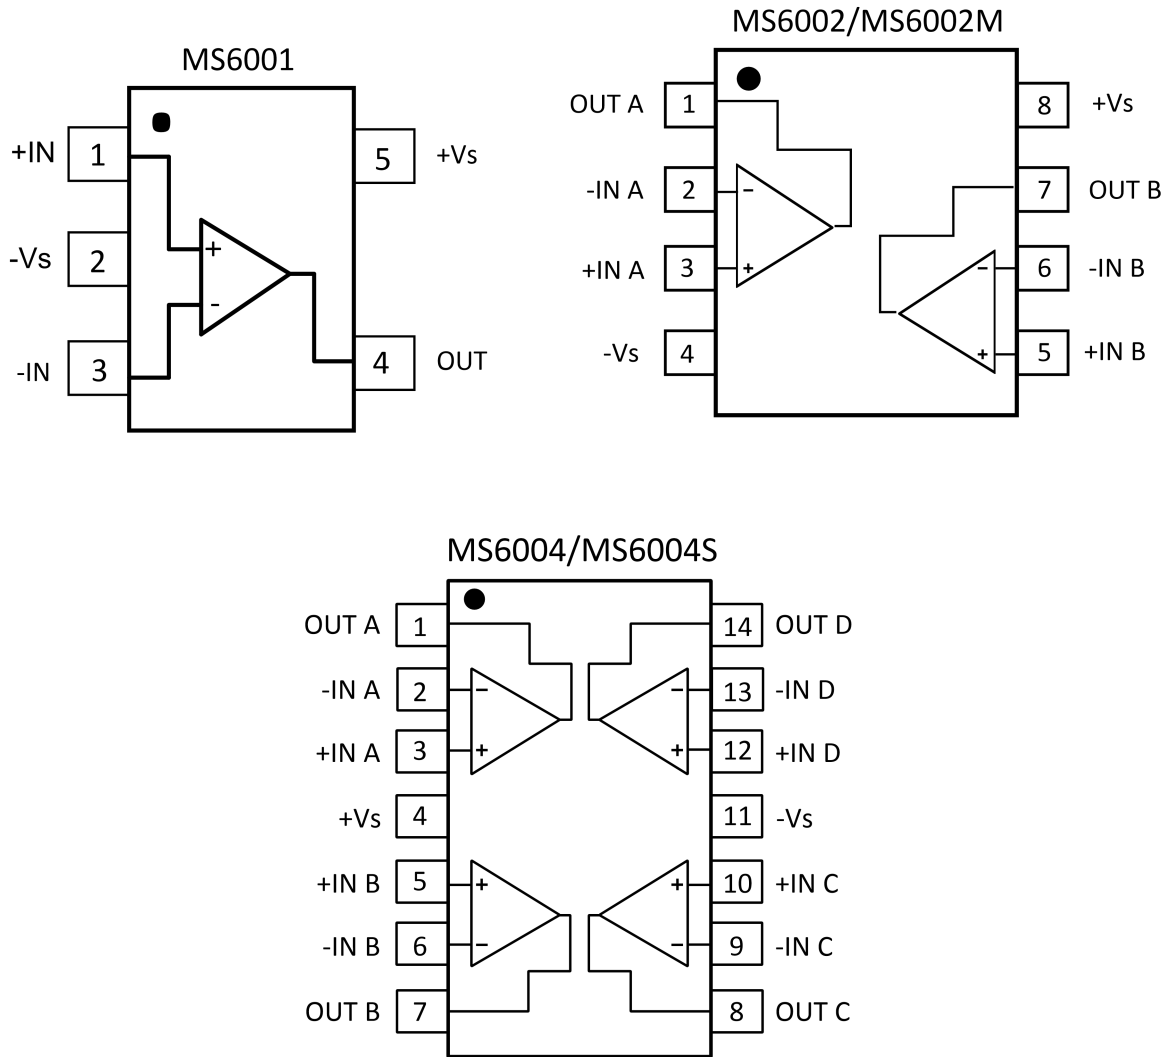 MS6001
+IN 1 5 +Vs
-Vs 2
-IN 3 4 OUT
+
-
MS6002/MS6002M
OUT A 1 8 +Vs
-IN A 2 7 OUT B
+IN A 3 6 -IN B
-Vs 4 5 +IN B
−
+
−
+
MS6004/MS6004S
OUT A 1 14 OUT D
-IN A 2 − − 13 -IN D
+IN A 3 + + 12 +IN D
+Vs 4 11 -Vs
+IN B 5 + + 10 +IN C
-IN B 6 − − 9 -IN C
OUT B 7 8 OUT C